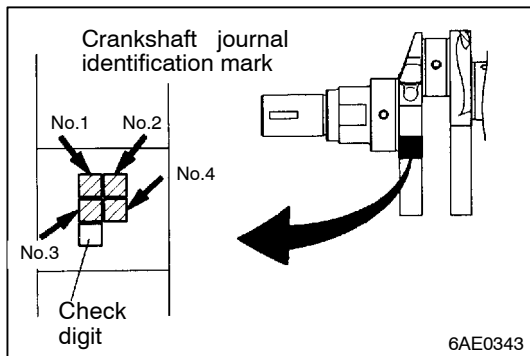 Crankshaft journal
identification mark
No.1
No.2
No.4
No.3
Check
digit
6AE0343